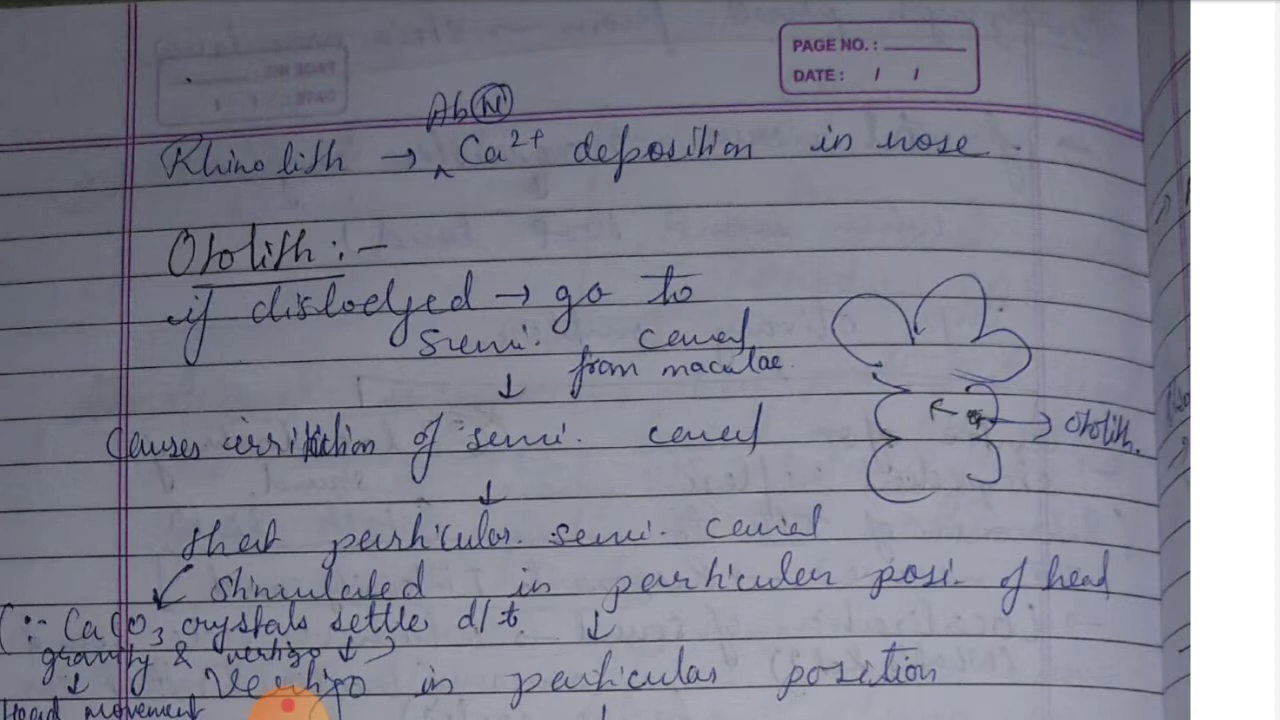 PAGE NO. :
DATE : / /
Ab (N)
Rhinolith → Ca²⁺ deposition in nose.
Otolith :-
if dislodged → go to
semi. canal
from maculae.
↓
Causes irritation of semi. canal
→ Otolith.
↓
that particular semi. canal
stimulated in particular posi. of head
(∵ CaCO₃ crystals settle d/t
gravity & vertigo ↓)
↓
Vertigo in particular position
↓
Head movement